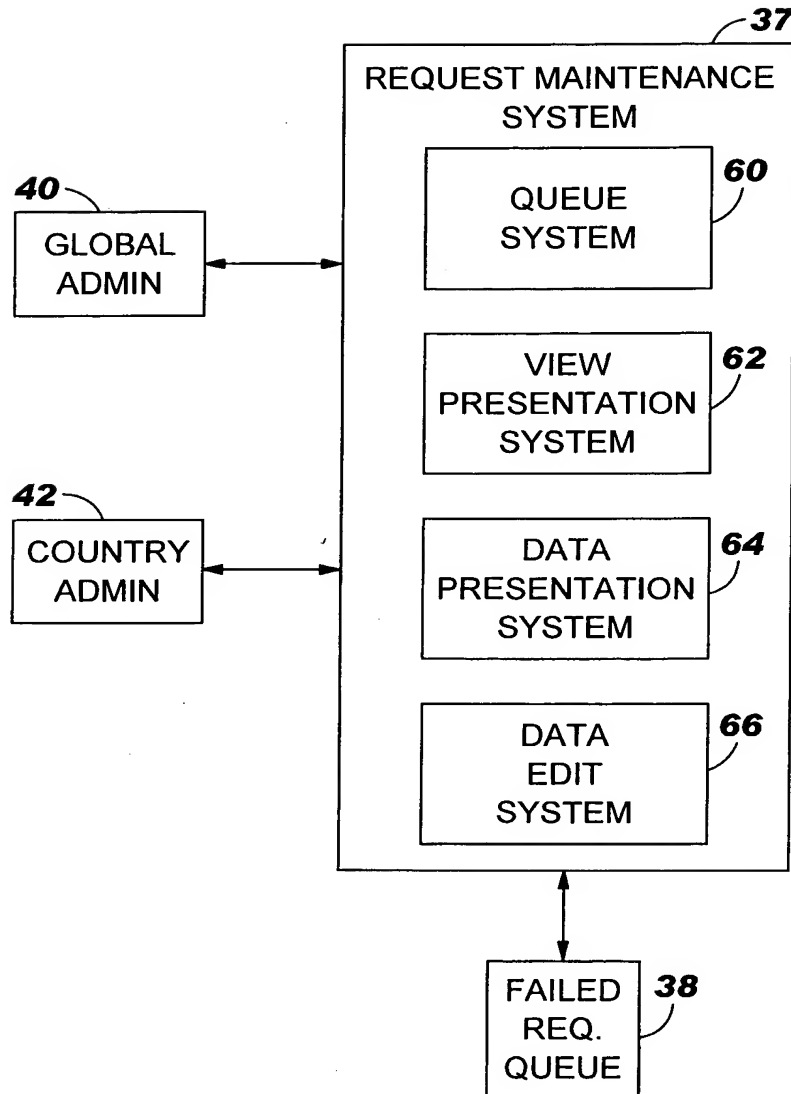 37
REQUEST MAINTENANCE
SYSTEM
60
QUEUE
SYSTEM
40
GLOBAL
ADMIN
62
VIEW
PRESENTATION
SYSTEM
42
COUNTRY
ADMIN
64
DATA
PRESENTATION
SYSTEM
66
DATA
EDIT
SYSTEM
38
FAILED
REQ.
QUEUE